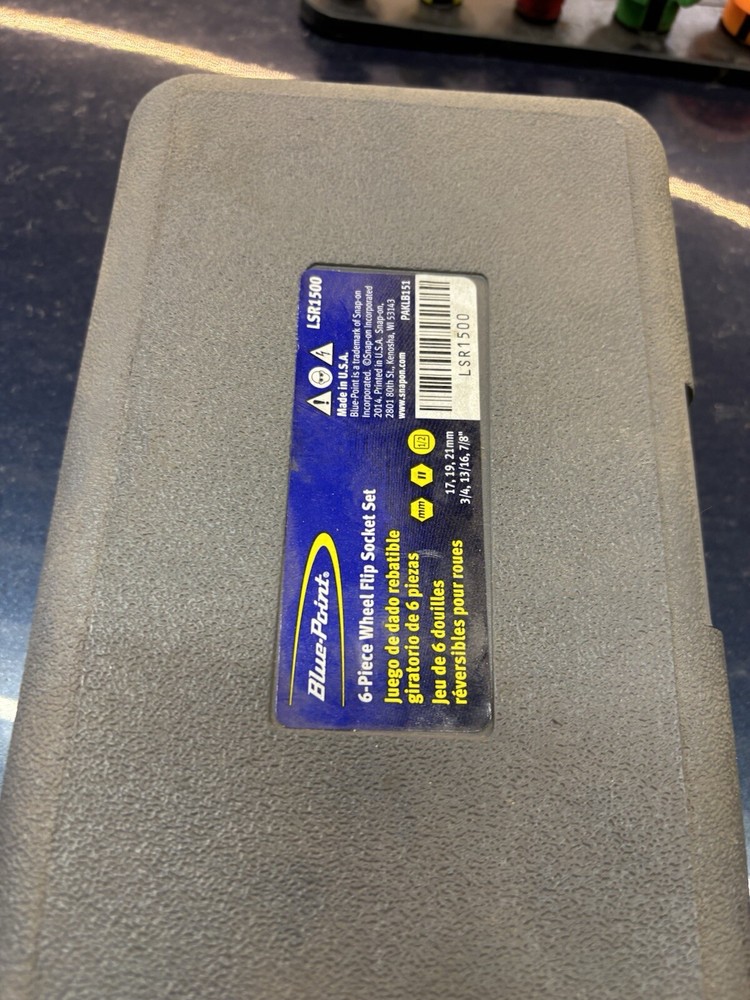 Blue-Point®
LSR1500
6-Piece Wheel Flip Socket Set
Juego de dado rebatible
giratorio de 6 piezas
Jeu de 6 douilles
réversibles pour roues
mm
"
1/2
17, 19, 21mm
3/4, 13/16, 7/8"
Made in U.S.A.
Blue-Point is a trademark of Snap-on
Incorporated. ©Snap-on Incorporated
2014. Printed in U.S.A. Snap-on,
2801 80th St., Kenosha, WI 53143
www.snapon.com
PAKLB151
LSR1500